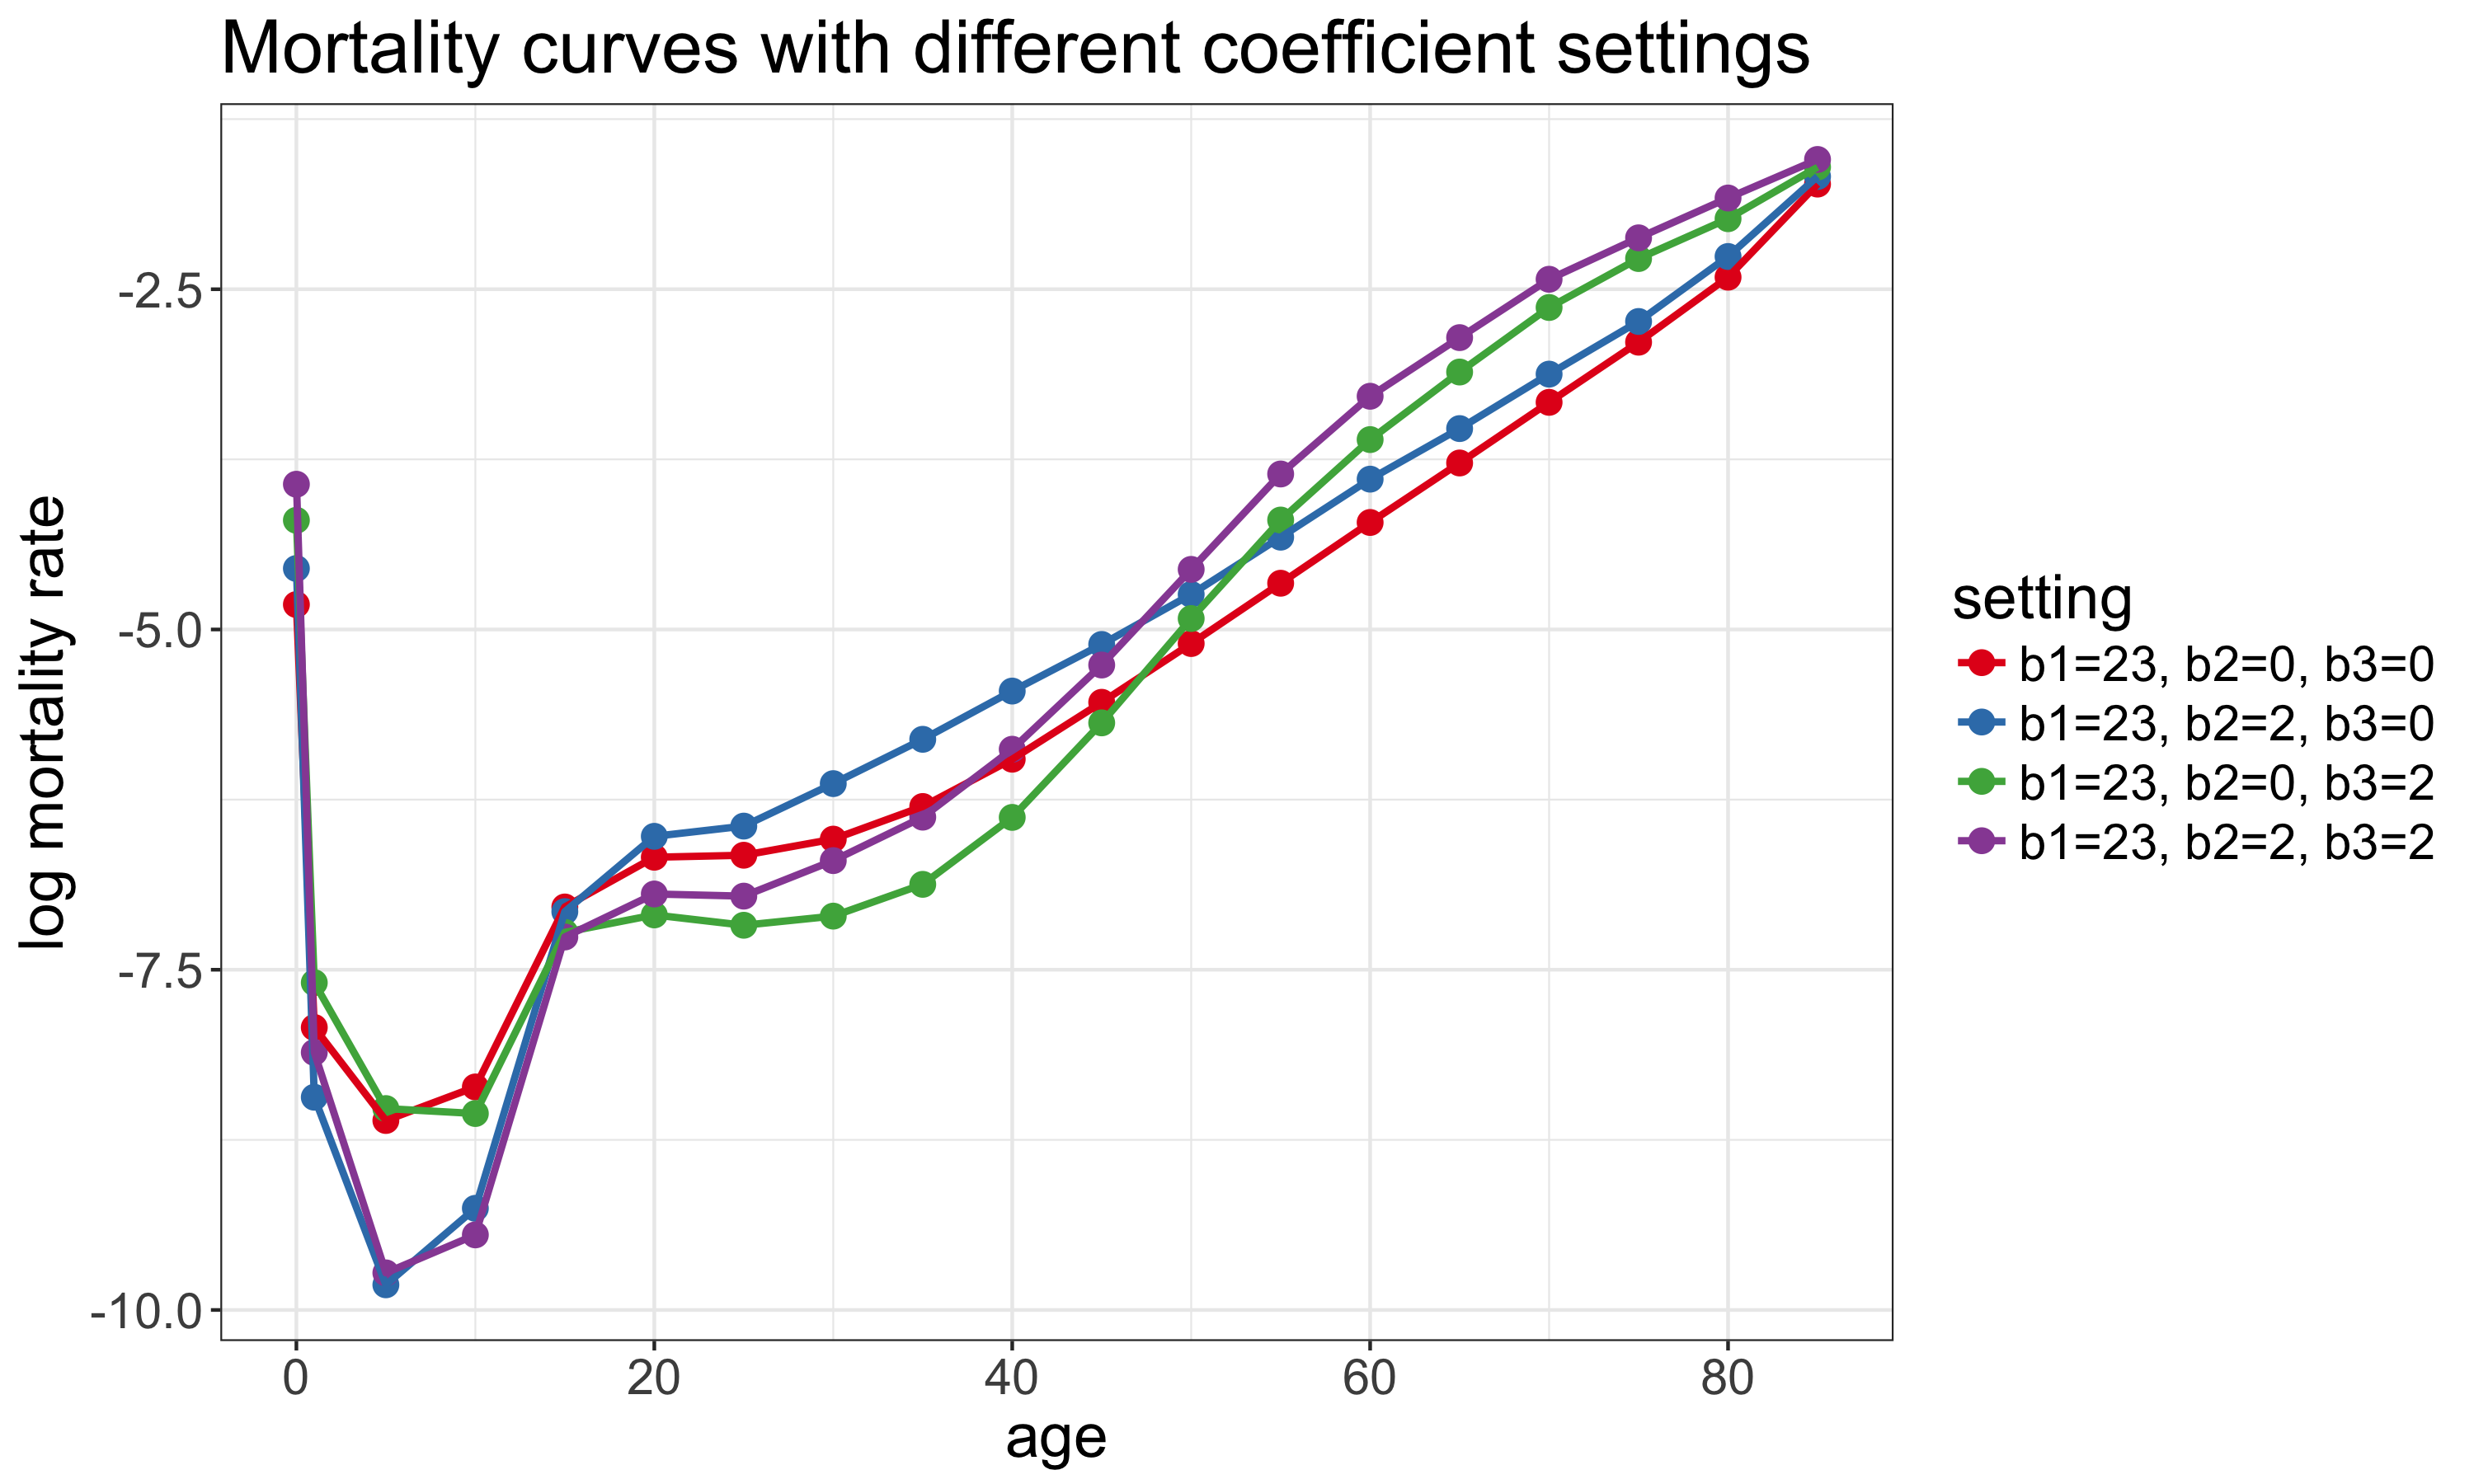 Mortality curves with different coefficient settings
log mortality rate
-2.5
-5.0
-7.5
-10.0
0 20 40 60 80
age
setting
b1=23, b2=0, b3=0
b1=23, b2=2, b3=0
b1=23, b2=0, b3=2
b1=23, b2=2, b3=2